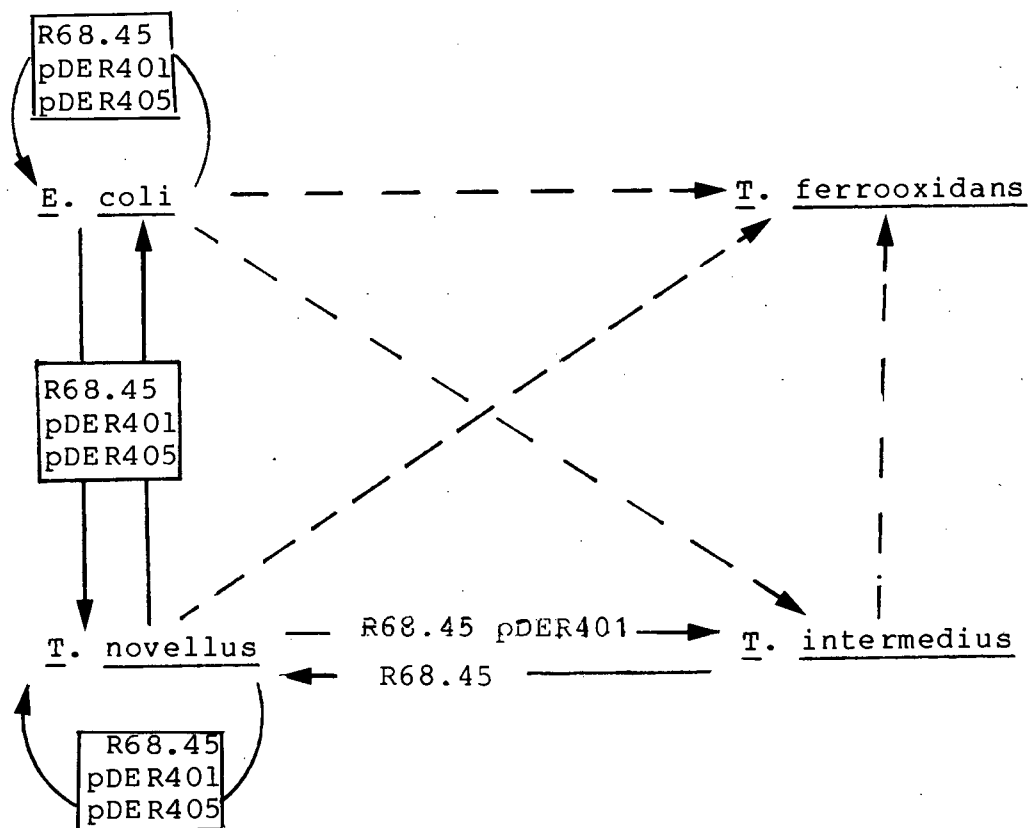 R68.45
pDER401
pDER405
E. coli
T. ferrooxidans
R68.45
pDER401
pDER405
T. novellus
R68.45 pDER401
T. intermedius
R68.45
R68.45
pDER401
pDER405